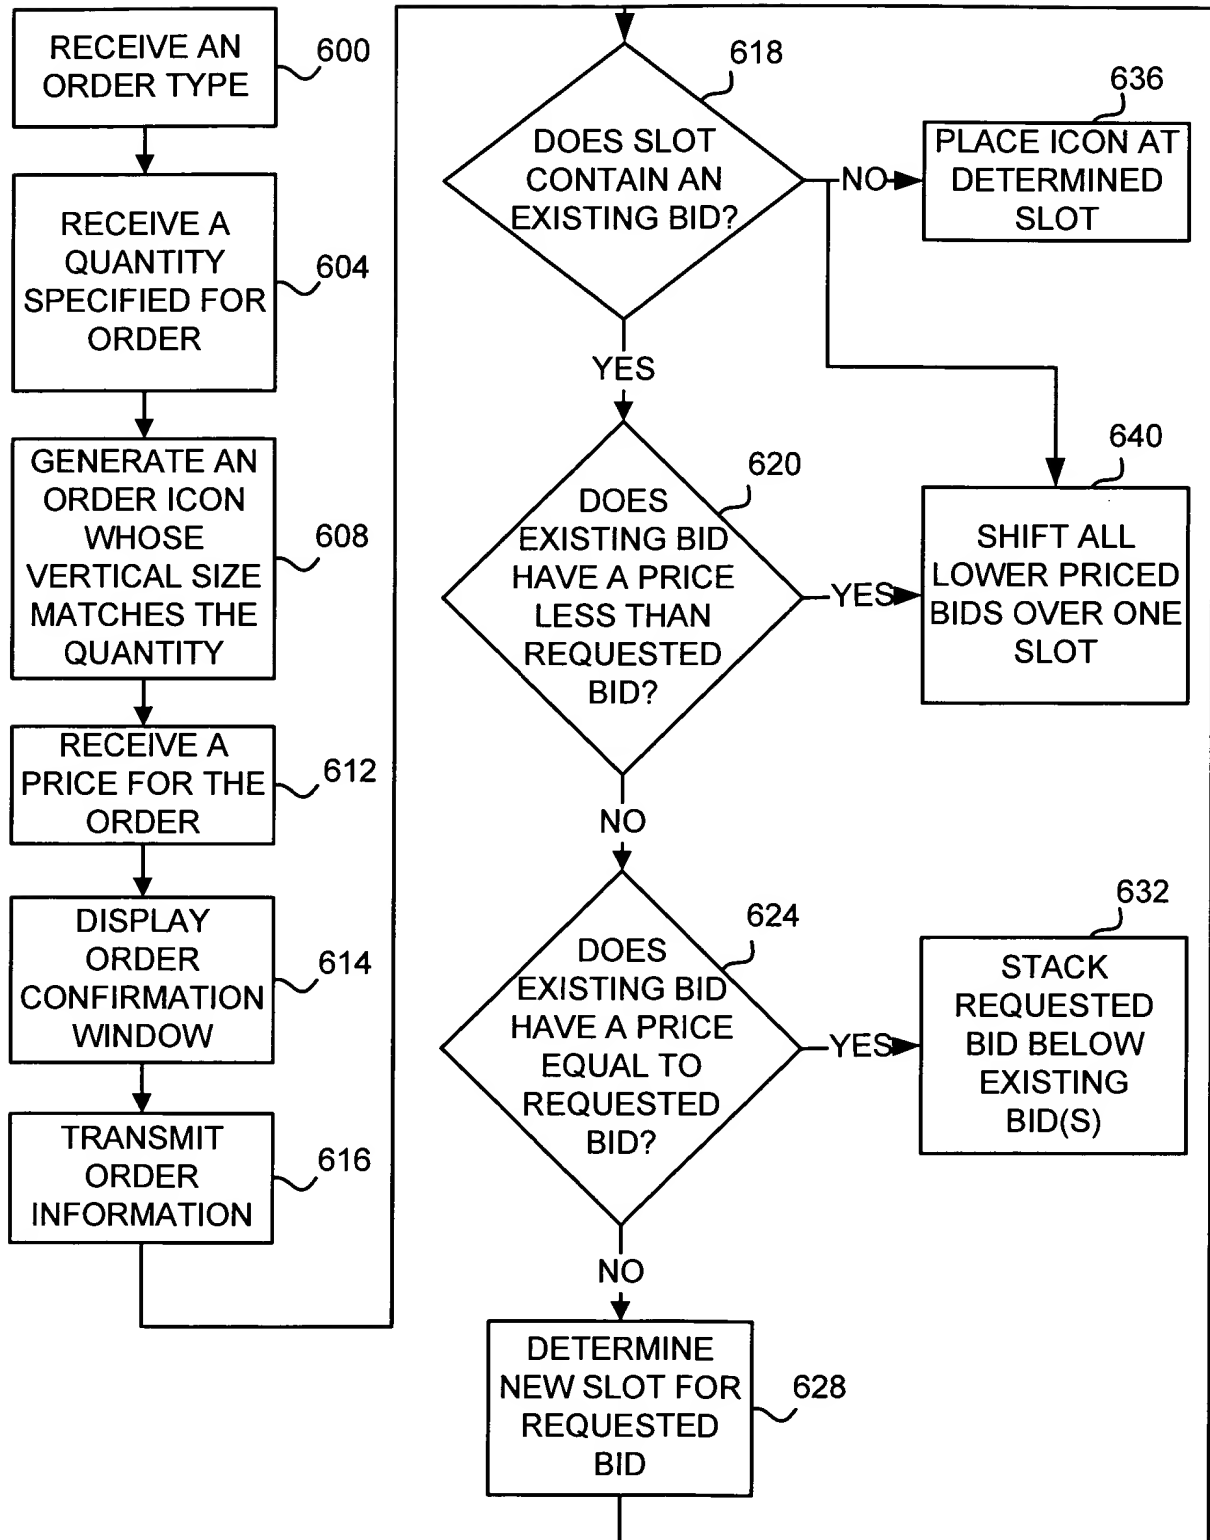 RECEIVE AN
ORDER TYPE
600
RECEIVE A
QUANTITY
SPECIFIED FOR
ORDER
604
GENERATE AN
ORDER ICON
WHOSE
VERTICAL SIZE
MATCHES THE
QUANTITY
608
RECEIVE A
PRICE FOR THE
ORDER
612
DISPLAY
ORDER
CONFIRMATION
WINDOW
614
TRANSMIT
ORDER
INFORMATION
616
618
DOES SLOT
CONTAIN AN
EXISTING BID?
NO
636
PLACE ICON AT
DETERMINED
SLOT
YES
620
DOES
EXISTING BID
HAVE A PRICE
LESS THAN
REQUESTED
BID?
YES
640
SHIFT ALL
LOWER PRICED
BIDS OVER ONE
SLOT
NO
624
DOES
EXISTING BID
HAVE A PRICE
EQUAL TO
REQUESTED
BID?
YES
632
STACK
REQUESTED
BID BELOW
EXISTING
BID(S)
NO
DETERMINE
NEW SLOT FOR
REQUESTED
BID
628